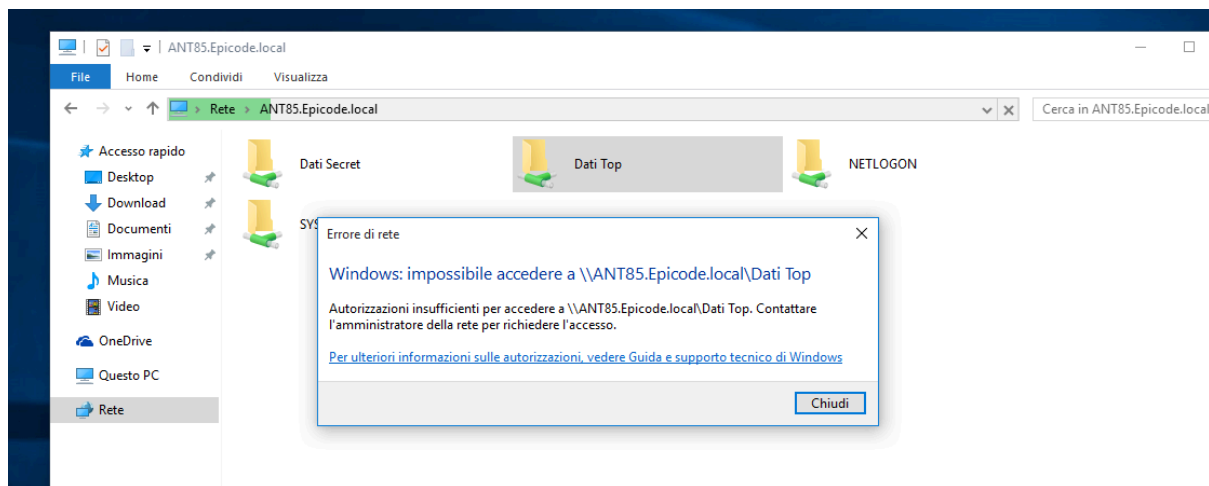 ANT85.Epicode.local
File Home Condividi Visualizza
Rete ANT85.Epicode.local Cerca in ANT85.Epicode.local
Accesso rapido
Desktop
Download
Documenti
Immagini
Musica
Video
OneDrive
Questo PC
Rete
Dati Secret Dati Top NETLOGON
SYS
Errore di rete
Windows: impossibile accedere a \\ANT85.Epicode.local\Dati Top
Autorizzazioni insufficienti per accedere a \\ANT85.Epicode.local\Dati Top. Contattare
l'amministratore della rete per richiedere l'accesso.
Per ulteriori informazioni sulle autorizzazioni, vedere Guida e supporto tecnico di Windows
Chiudi